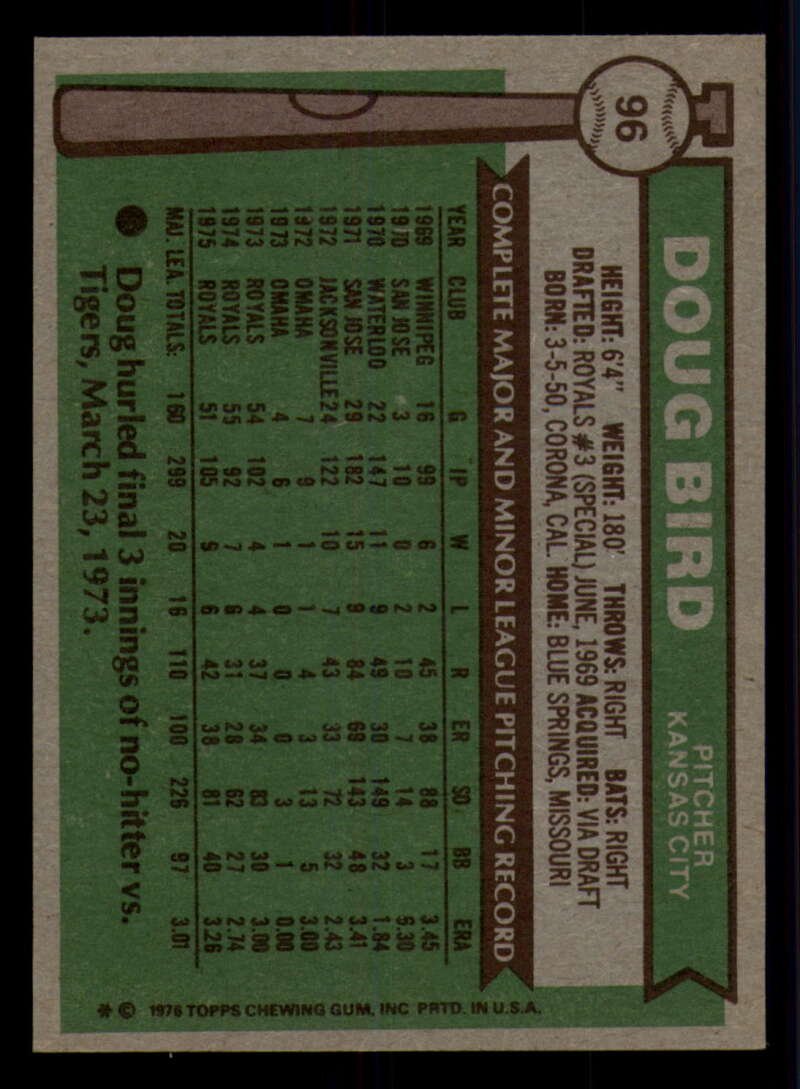 96
DOUG BIRD
PITCHER
KANSAS CITY
HEIGHT: 6'4" WEIGHT: 180' THROWS: RIGHT BATS: RIGHT
DRAFTED: ROYALS #3 (SPECIAL) JUNE, 1969 ACQUIRED: VIA DRAFT
BORN: 3-5-50, CORONA, CAL. HOME: BLUE SPRINGS, MISSOURI
COMPLETE MAJOR AND MINOR LEAGUE PITCHING RECORD
YEAR CLUB G IP W L R ER SO BB ERA
1969 WINNIPEG 16 99 6 2 45 38 88 17 3.45
1970 SAN JOSE 3 10 0 2 10 7 14 3 6.30
1970 WATERLOO 22 147 11 9 49 30 149 32 1.84
1971 SAN JOSE 29 182 15 9 84 69 143 48 3.41
1972 JACKSONVILLE 24 122 10 7 43 33 72 32 2.43
1972 OMAHA 7 9 1 1 4 3 13 5 3.00
1973 OMAHA 4 6 1 0 0 0 3 1 0.00
1973 ROYALS 54 102 4 4 37 34 83 30 3.00
1974 ROYALS 55 92 7 6 31 28 62 27 2.74
1975 ROYALS 51 105 9 6 42 38 81 40 3.26
MAJ. LEA. TOTALS: 160 299 20 16 110 100 226 97 3.01
Doug hurled final 3 innings of no-hitter vs.
Tigers, March 23, 1973.
* © 1976 TOPPS CHEWING GUM, INC PRTD. IN U.S.A.